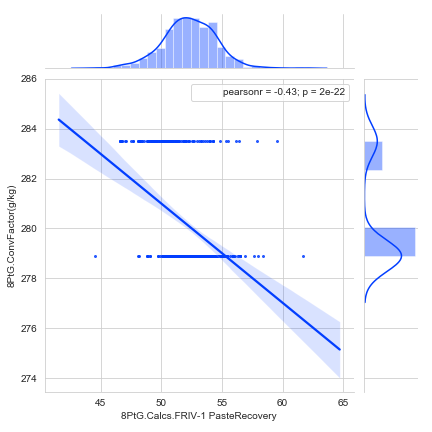 pearsonr = -0.43; p = 2e-22
286
284
282
280
278
276
274
8PtG.ConvFactor(g/kg)
45 50 55 60 65
8PtG.Calcs.FRIV-1 PasteRecovery